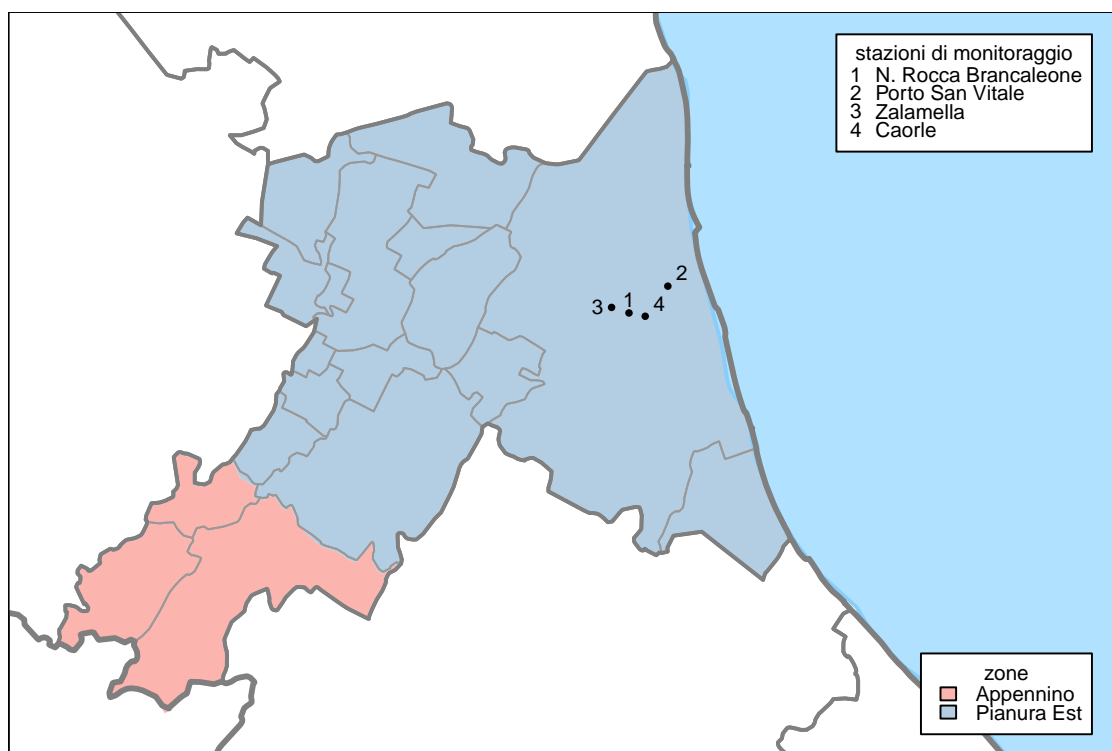 stazioni di monitoraggio
1 N. Rocca Brancaleone
2 Porto San Vitale
3 Zalamella
4 Caorle
2
3
1
4
zone
Appennino
Pianura Est